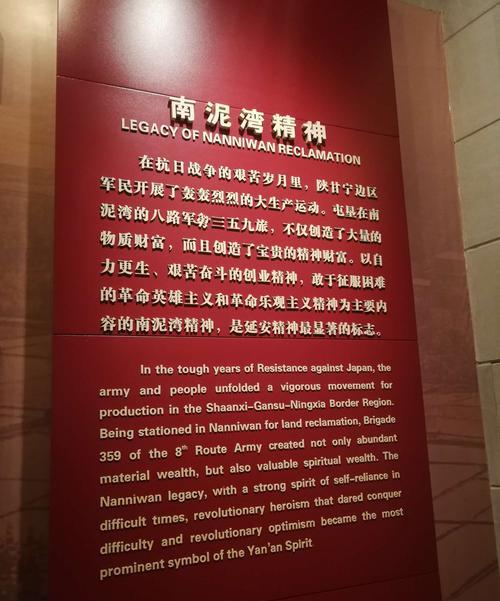 南泥湾精神
LEGACY OF NANNIWAN RECLAMATION
在抗日战争的艰苦岁月里，陕甘宁边区
军民开展了轰轰烈烈的大生产运动。屯垦在南
泥湾的八路军第三五九旅，不仅创造了大量的
物质财富，而且创造了宝贵的精神财富。以自
力更生、艰苦奋斗的创业精神，敢于征服困难
的革命英雄主义和革命乐观主义精神为主要内
容的南泥湾精神，是延安精神最显著的标志。
In the tough years of Resistance against Japan, the
army and people unfolded a vigorous movement for
production in the Shaanxi-Gansu-Ningxia Border Region.
Being stationed in Nanniwan for land reclamation, Brigade
359 of the 8th Route Army created not only abundant
material wealth, but also valuable spiritual wealth. The
Nanniwan legacy, with a strong spirit of self-reliance in
difficult times, revolutionary heroism that dared conquer
difficulty and revolutionary optimism became the most
prominent symbol of the Yan'an Spirit